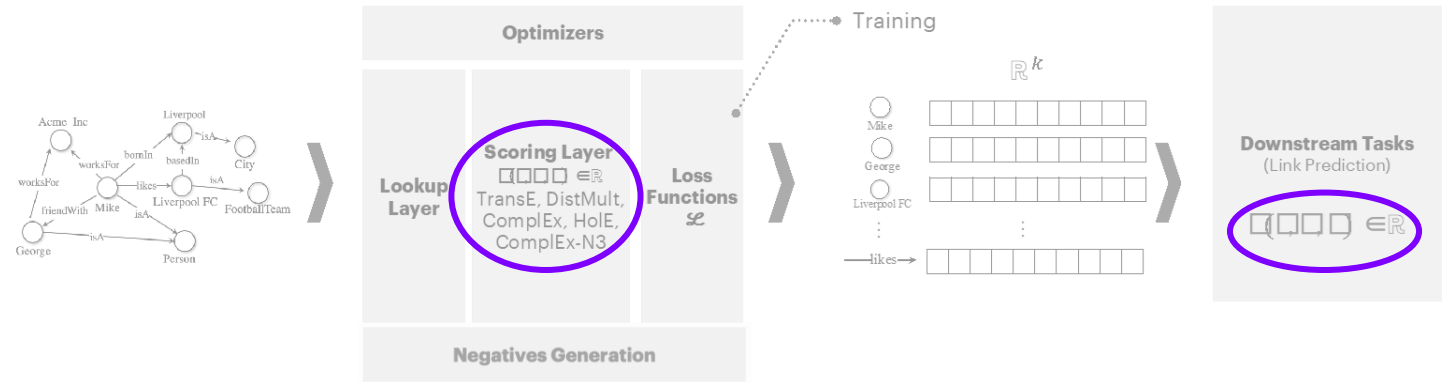 Optimizers
Training
ℝ k
Acme Inc
Liverpool
isA
City
bornIn
basedIn
worksFor
worksFor
likes
Mike
Liverpool FC
isA
FootballTeam
friendWith
isA
George
isA
Person
Lookup
Layer
Scoring Layer
□(□,□,□) ∈ℝ
TransE, DistMult,
ComplEx, HolE,
ComplEx-N3
Loss
Functions
ℒ
Negatives Generation
Mike
George
Liverpool FC
likes
Downstream Tasks
(Link Prediction)
□(□,□,□) ∈ℝ